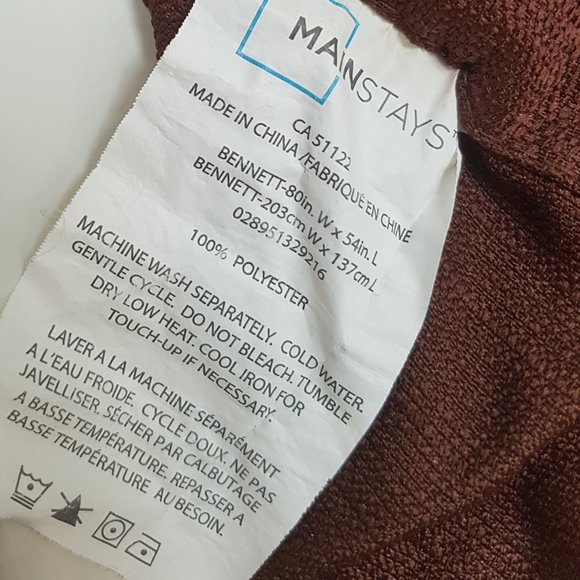 MAINSTAYS™
CA 51122
MADE IN CHINA /FABRIQUÉ EN CHINE
BENNETT-80in. W x 54in. L
BENNETT-203cm W x 137cm L
028951329216
100% POLYESTER
MACHINE WASH SEPARATELY. COLD WATER.
GENTLE CYCLE. DO NOT BLEACH. TUMBLE
DRY LOW HEAT. COOL IRON FOR
TOUCH-UP IF NECESSARY.
LAVER A LA MACHINE SÉPARÉMENT
A L'EAU FROIDE. CYCLE DOUX. NE PAS
JAVELLISER. SÉCHER PAR CALBUTAGE
A BASSE TEMPÉRATURE. REPASSER A
BASSE TEMPÉRATURE AU BESOIN.